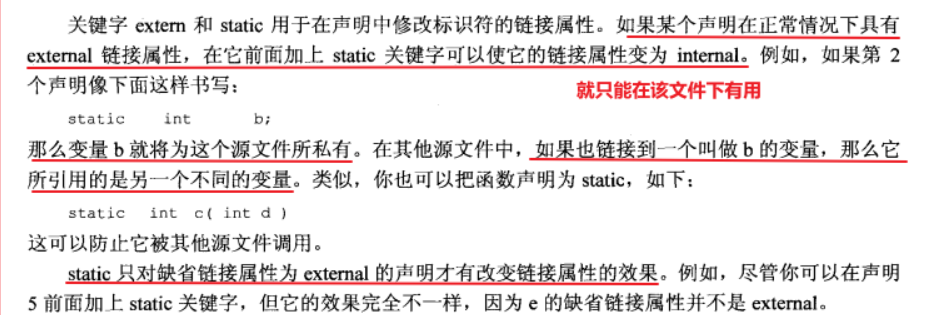 关键字 extern 和 static 用于在声明中修改标识符的链接属性。如果某个声明在正常情况下具有
external 链接属性，在它前面加上 static 关键字可以使它的链接属性变为 internal。例如，如果第 2
个声明像下面这样书写：
就只能在该文件下有用
static int b;
那么变量 b 就将为这个源文件所私有。在其他源文件中，如果也链接到一个叫做 b 的变量，那么它
所引用的是另一个不同的变量。类似，你也可以把函数声明为 static，如下：
static int c( int d )
这可以防止它被其他源文件调用。
static 只对缺省链接属性为 external 的声明才有改变链接属性的效果。例如，尽管你可以在声明
5 前面加上 static 关键字，但它的效果完全不一样，因为 e 的缺省链接属性并不是 external。